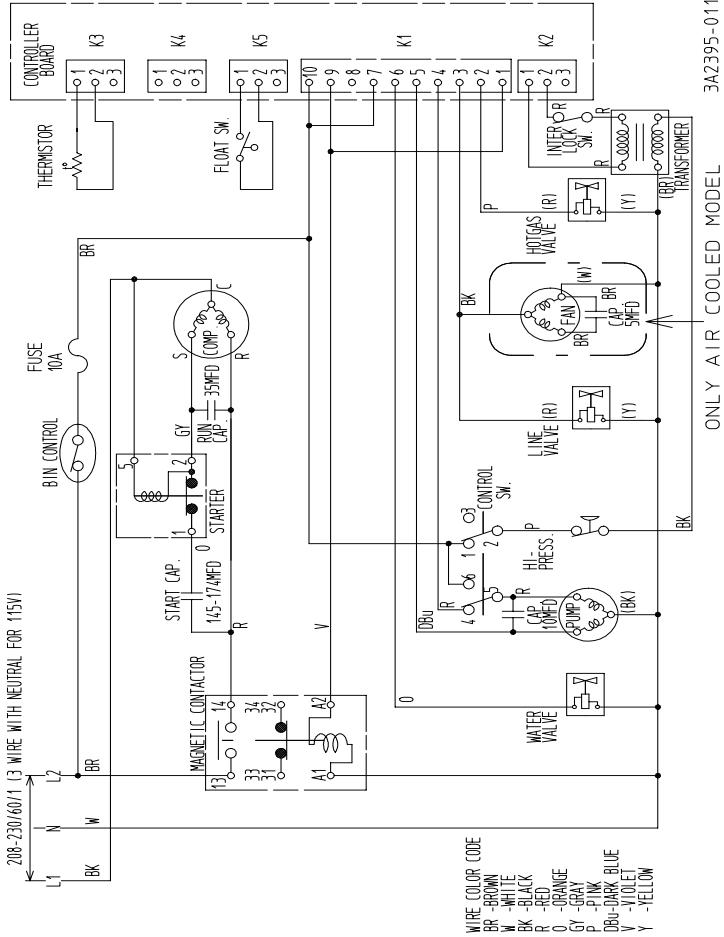 208-230/60/1 (3 WIRE WITH NEUTRAL FOR 115V)
L1
N
L2
BK
W
BR
BIN CONTROL
FUSE
10A
BR
MAGNETIC CONTACTOR
13
14
33
34
31
32
A1
A2
START CAP.
145-174MFD
O
R
V
STARTER
1
2
5
GY
RUN
CAP.
35MFD
S
COMP.
C
R
THERMISTOR
t°
FLOAT SW.
CONTROLLER
BOARD
K3
1
2
3
K4
1
2
3
K5
1
2
3
K1
10
9
8
7
6
5
4
3
2
1
K2
1
2
3
WATER
VALVE
O
DBu
R
4
6
5
1
3
2
CONTROL
SW.
CAP.
10MFD
R
PUMP
(BK)
HI-
PRESS.
P
BK
LINE
VALVE
(R)
(Y)
BK
FAN
(W)
BR
BR
CAP.
5MFD
HOTGAS
VALVE
P
(R)
(Y)
INTER
LOCK
SW.
R
R
R
(BR)
TRANSFORMER
WIRE COLOR CODE
BR -BROWN
W -WHITE
BK -BLACK
R -RED
O -ORANGE
GY -GRAY
P -PINK
DBu-DARK BLUE
V -VIOLET
Y -YELLOW
ONLY AIR COOLED MODEL
3A2395-011